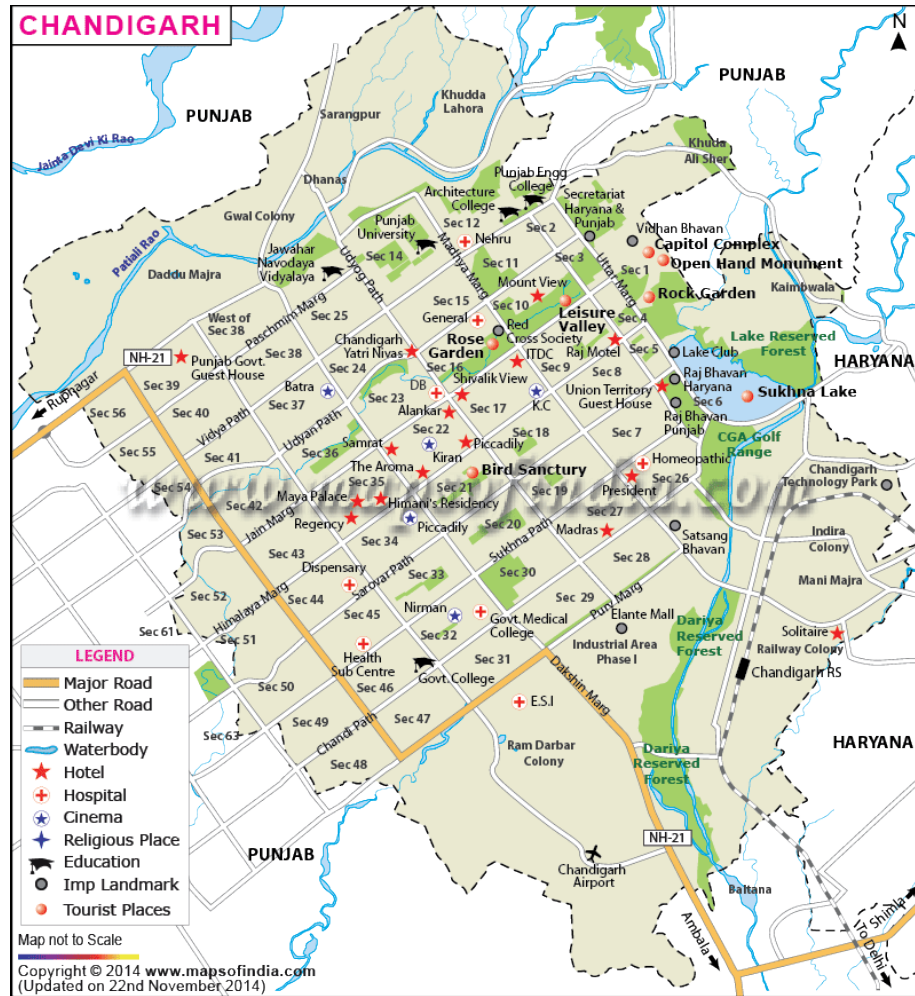 CHANDIGARH
N
PUNJAB
PUNJAB
Khudda
Lahora
Sarangpur
Jainta Devi Ki Rao
Khuda
Ali Sher
Dhanas
Punjab Engg
College
Architecture
College
Secretariat
Haryana &
Punjab
Gwal Colony
Punjab
University
Sec 12
Sec 2
Vidhan Bhavan
Nehru
Capitol Complex
Patiali Rao
Jawahar
Navodaya
Vidyalaya
Sec 14
Madhya Marg
Sec 11
Sec 3
Sec 1
Open Hand Monument
Daddu Majra
Udyog Path
Mount View
Uttar Marg
Kaimbwala
Rock Garden
Paschmim Marg
Sec 15
Sec 10
Sec 25
General
Red
Cross Society
Leisure
Valley
Sec 4
West of
Sec 38
Chandigarh
Yatri Nivas
Rose
Garden
Lake Reserved
Forest
Sec 38
ITDC
Raj Motel
Sec 5
Lake Club
HARYANA
NH-21
Punjab Govt.
Guest House
Sec 24
Sec 16
Shivalik View
Sec 9
Sec 8
Raj Bhavan
Haryana
Rupnagar
Sec 39
Batra
DB
Union Territory
Guest House
Sec 6
Sukhna Lake
Sec 37
Sec 23
Alankar
Sec 17
K.C
Raj Bhavan
Punjab
Sec 56
Sec 40
Vidya Path
Udyan Path
Sec 22
Sec 18
Sec 7
CGA Golf
Range
Sec 55
Sec 41
Samrat
Kiran
Piccadilly
Homeopathic
Sec 36
The Aroma
Bird Sanctury
Sec 26
Chandigarh
Technology Park
www.mapsofindia.com
Sec 54
Sec 42
Sec 35
Sec 21
Sec 19
President
Maya Palace
Himani's Residency
Sec 27
Jain Marg
Regency
Piccadilly
Sec 20
Sukhna Path
Madras
Satsang
Bhavan
Indira
Colony
Sec 53
Sec 34
Sec 43
Sec 28
Dispensary
Sarovar Path
Sec 33
Sec 30
Mani Majra
Himalaya Marg
Sec 52
Sec 44
Sec 29
Purv Marg
Sec 45
Nirman
Govt. Medical
College
Elante Mall
Dariya
Reserved
Forest
Solitaire
Railway Colony
Sec 61
Sec 51
Sec 32
Industrial Area
Phase I
Health
Sub Centre
Sec 31
Chandigarh RS
Sec 50
Sec 46
Govt. College
Dakshin Marg
Sec 49
Chandi Path
Sec 47
E.S.I
Sec 63
Sec 48
Ram Darbar
Colony
Dariya
Reserved
Forest
HARYANA
LEGEND
Major Road
Other Road
Railway
Waterbody
Hotel
Hospital
Cinema
Religious Place
Education
Imp Landmark
Tourist Places
NH-21
PUNJAB
Chandigarh
Airport
Baltana
Ambala
Shimla
To Delhi
Map not to Scale
Copyright © 2014 www.mapsofindia.com
(Updated on 22nd November 2014)